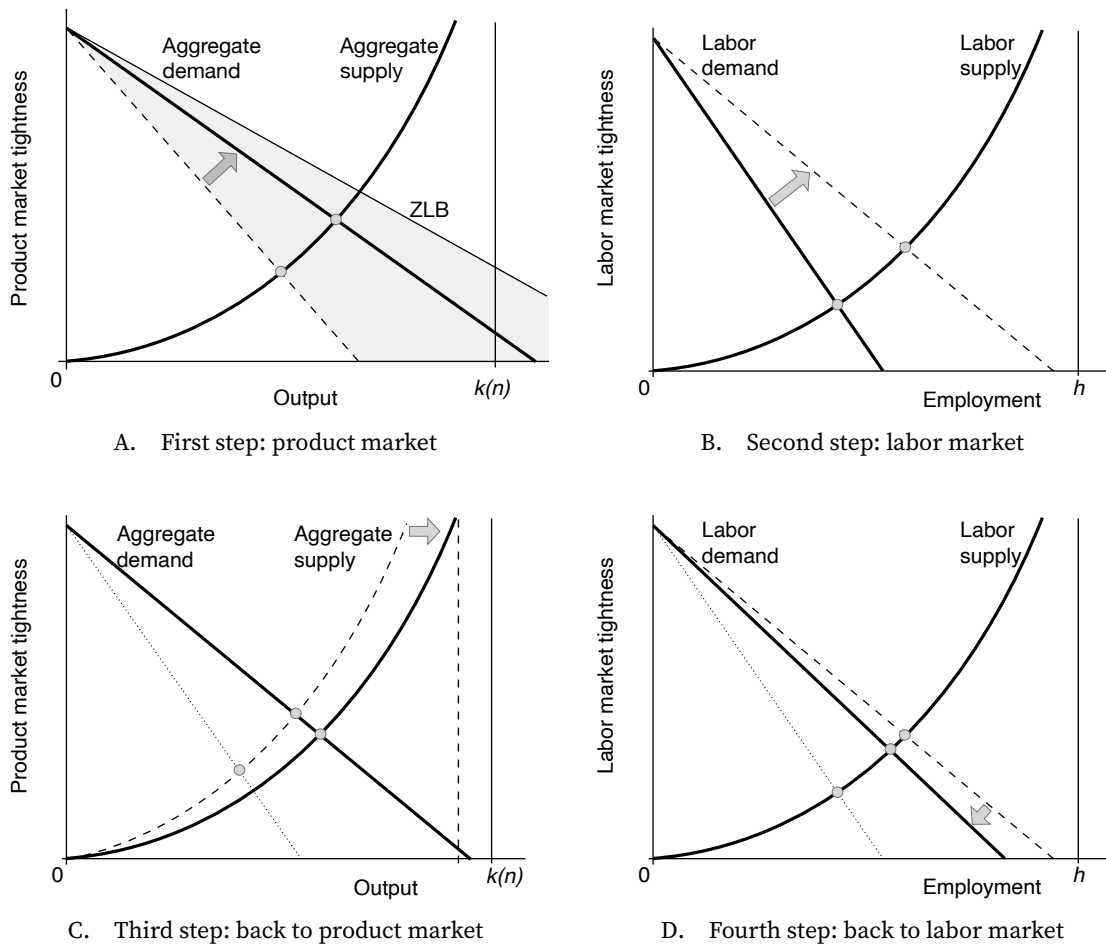 Product market tightness
Aggregate
demand
Aggregate
supply
ZLB
0
Output
k(n)
A. First step: product market
Labor market tightness
Labor
demand
Labor
supply
0
Employment
h
B. Second step: labor market
Product market tightness
Aggregate
demand
Aggregate
supply
0
Output
k(n)
C. Third step: back to product market
Labor market tightness
Labor
demand
Labor
supply
0
Employment
h
D. Fourth step: back to labor market